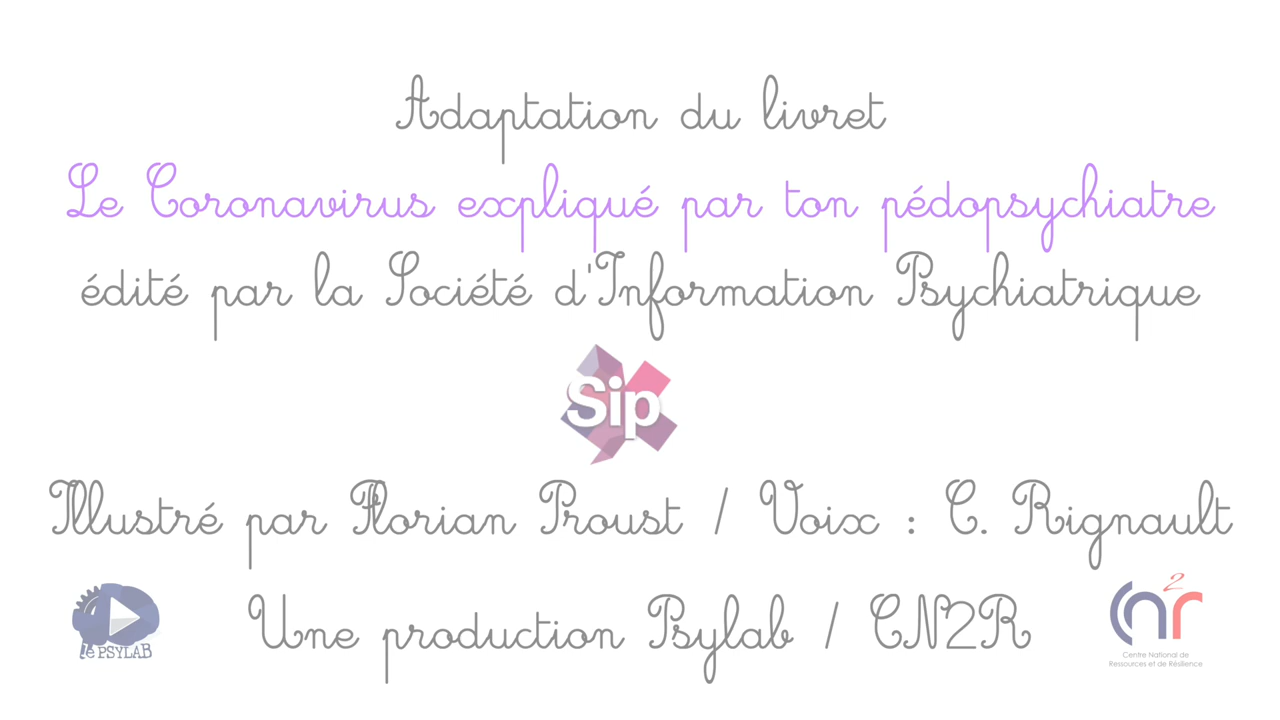 Adaptation du livret
Le Coronavirus expliqué par ton pédopsychiatre
édité par la Société d'Information Psychiatrique
Sip
Illustré par Florian Proust / Voix : C. Rignault
Une production Psylab / CN2R
le PSYLAB
Cn2r
Centre National de
Ressources et de Résilience